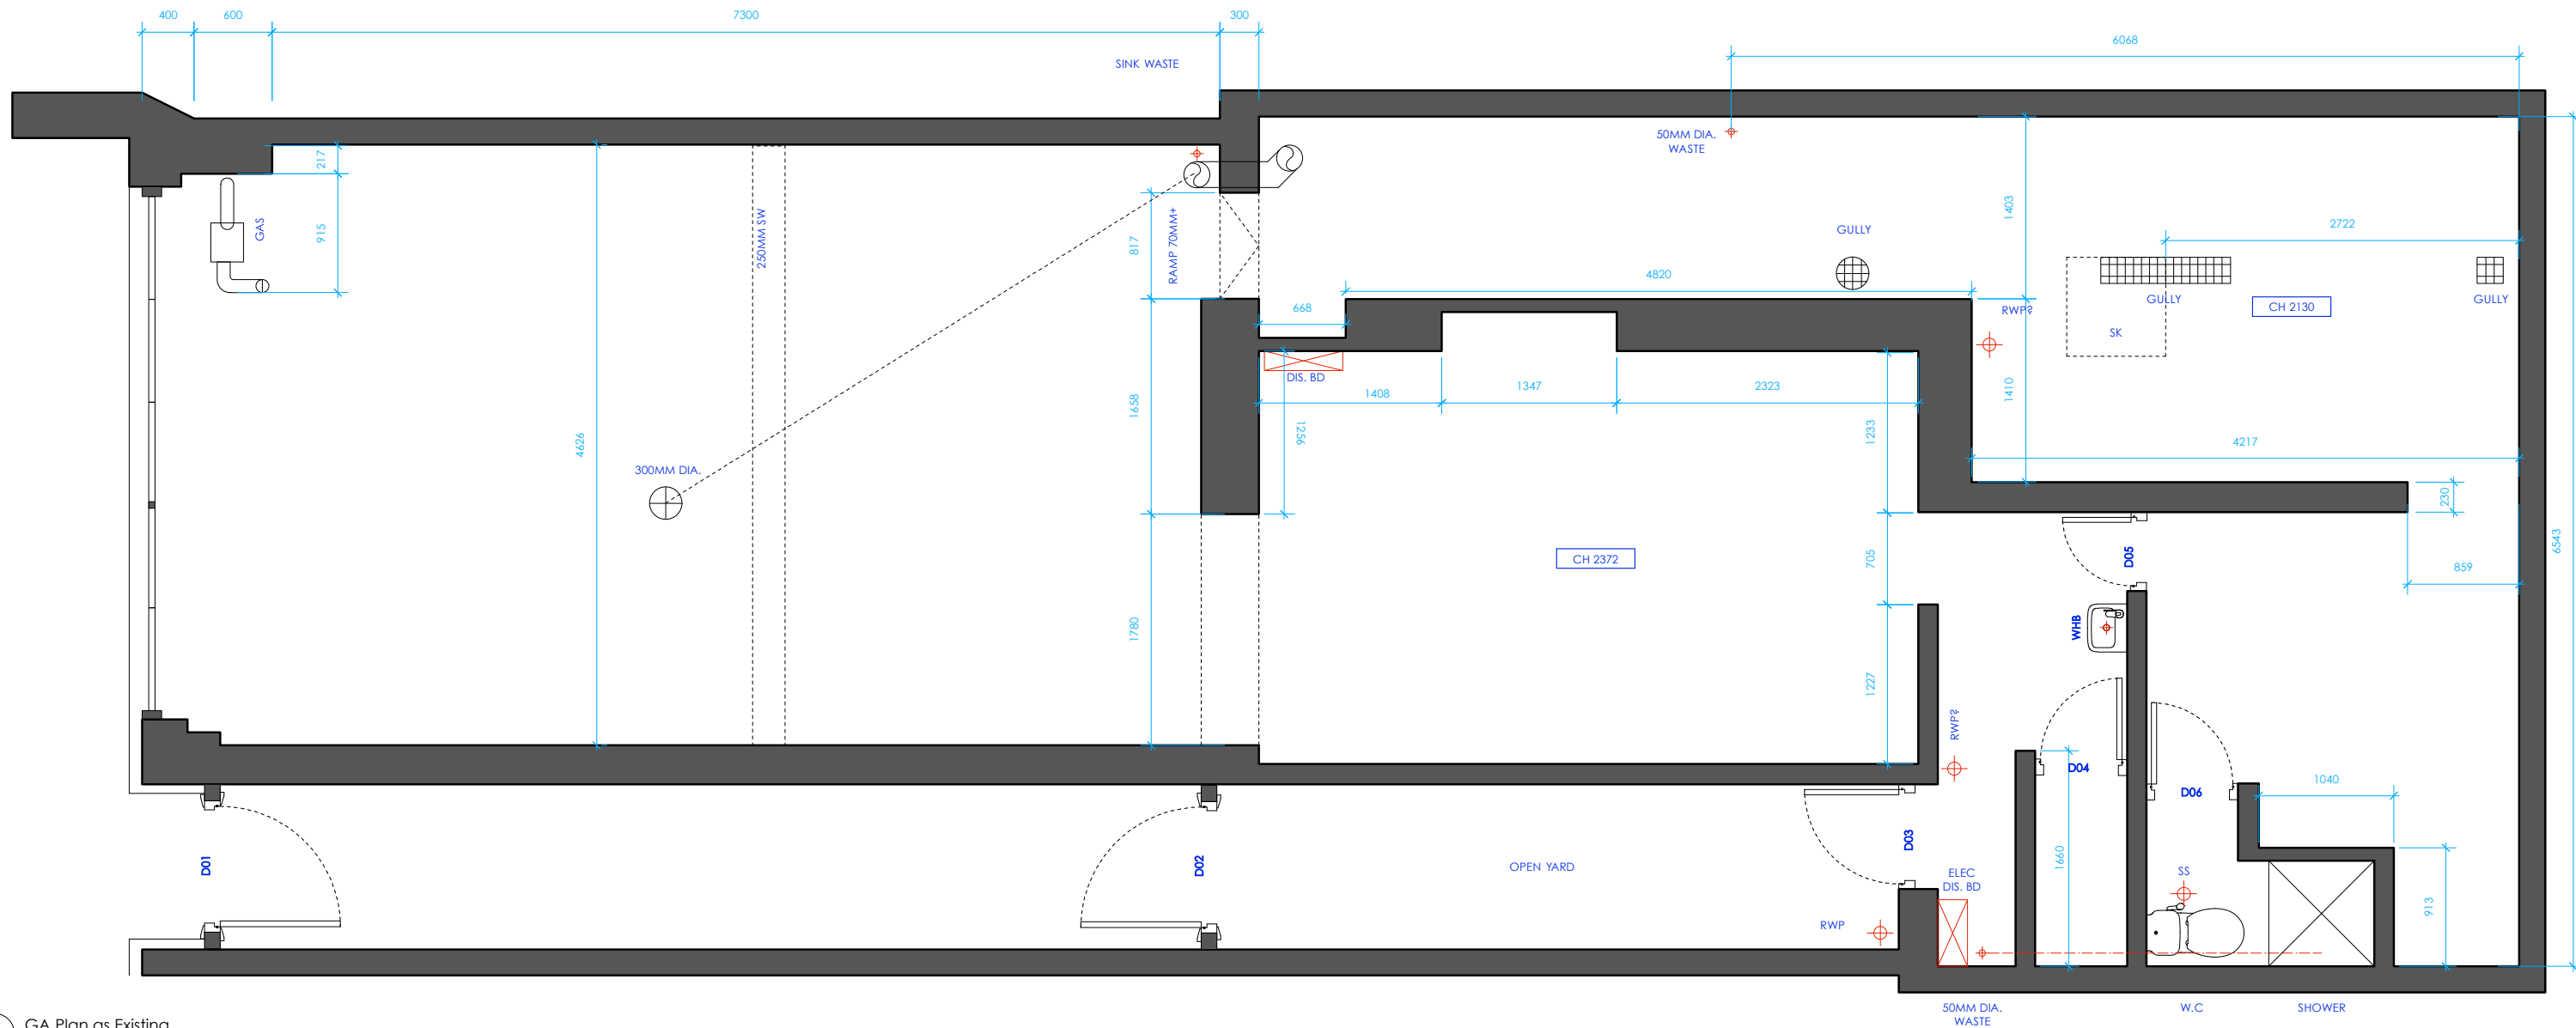 400
600
7300
300
6068
SINK WASTE
50MM DIA.
WASTE
217
915
GAS
250MM SW
RAMP 70MM+
817
1403
GULLY
2722
4820
GULLY
GULLY
CH 2130
RWP?
SK
668
DIS. BD
1408
1347
2323
1658
1256
1233
1410
4626
4217
300MM DIA.
230
6543
CH 2372
705
D05
859
1780
WHB
1227
RWP?
D04
D06
1040
D01
D02
OPEN YARD
D03
ELEC
DIS. BD
1660
SS
913
RWP
50MM DIA.
WASTE
W.C
SHOWER
GA Plan as Existing